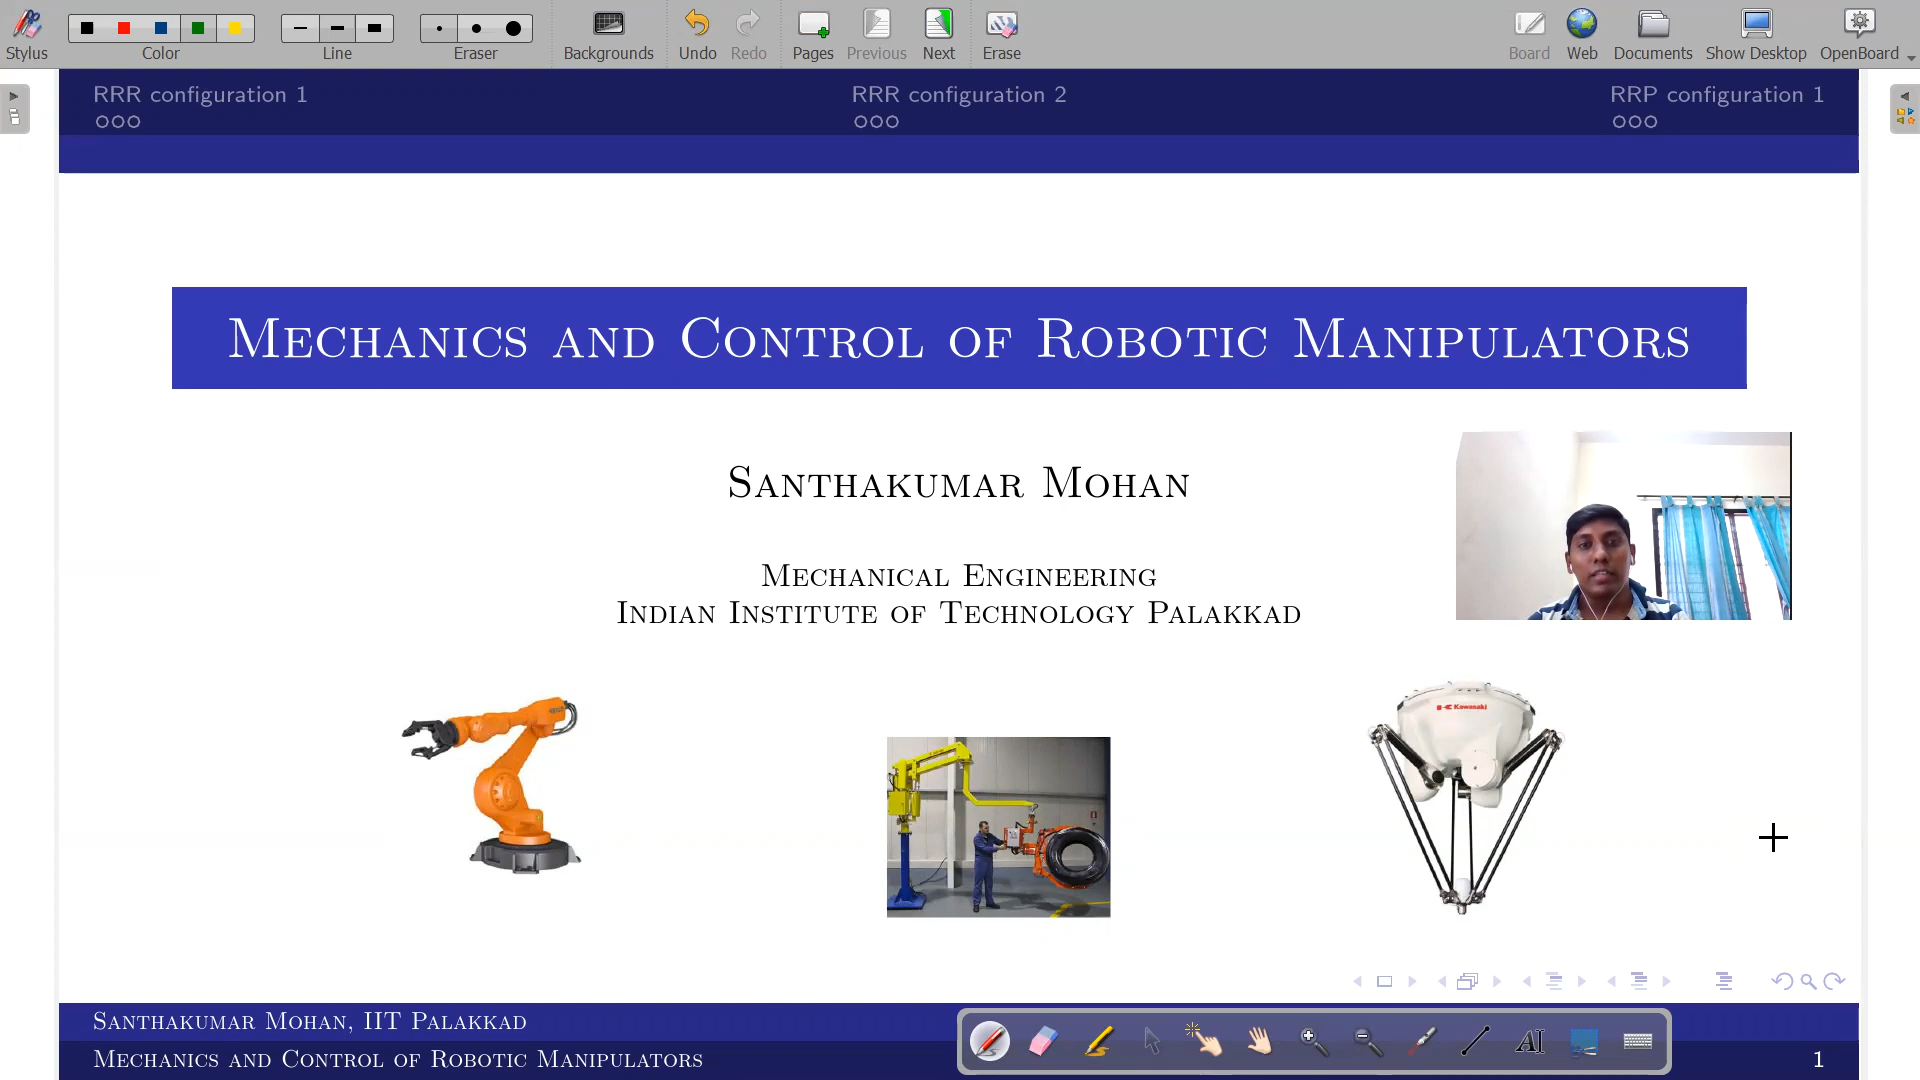 Stylus
Color
Line
Eraser
Backgrounds
Undo
Redo
Pages
Previous
Next
Erase
Board
Web
Documents
Show Desktop
OpenBoard
RRR configuration 1
RRR configuration 2
RRP configuration 1
Mechanics and Control of Robotic Manipulators
Santhakumar Mohan
Mechanical Engineering
Indian Institute of Technology Palakkad
Kawasaki
Santhakumar Mohan, IIT Palakkad
Mechanics and Control of Robotic Manipulators
AI
1